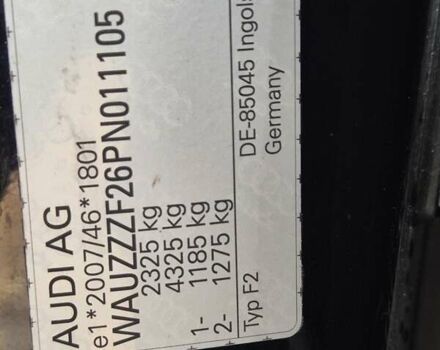 AUDI AG
e1*2007/46*1801
WAUZZZF26PN011105
2325 kg
4325 kg
1- 1185 kg
2- 1275 kg
Typ F2
DE-85045
Germany